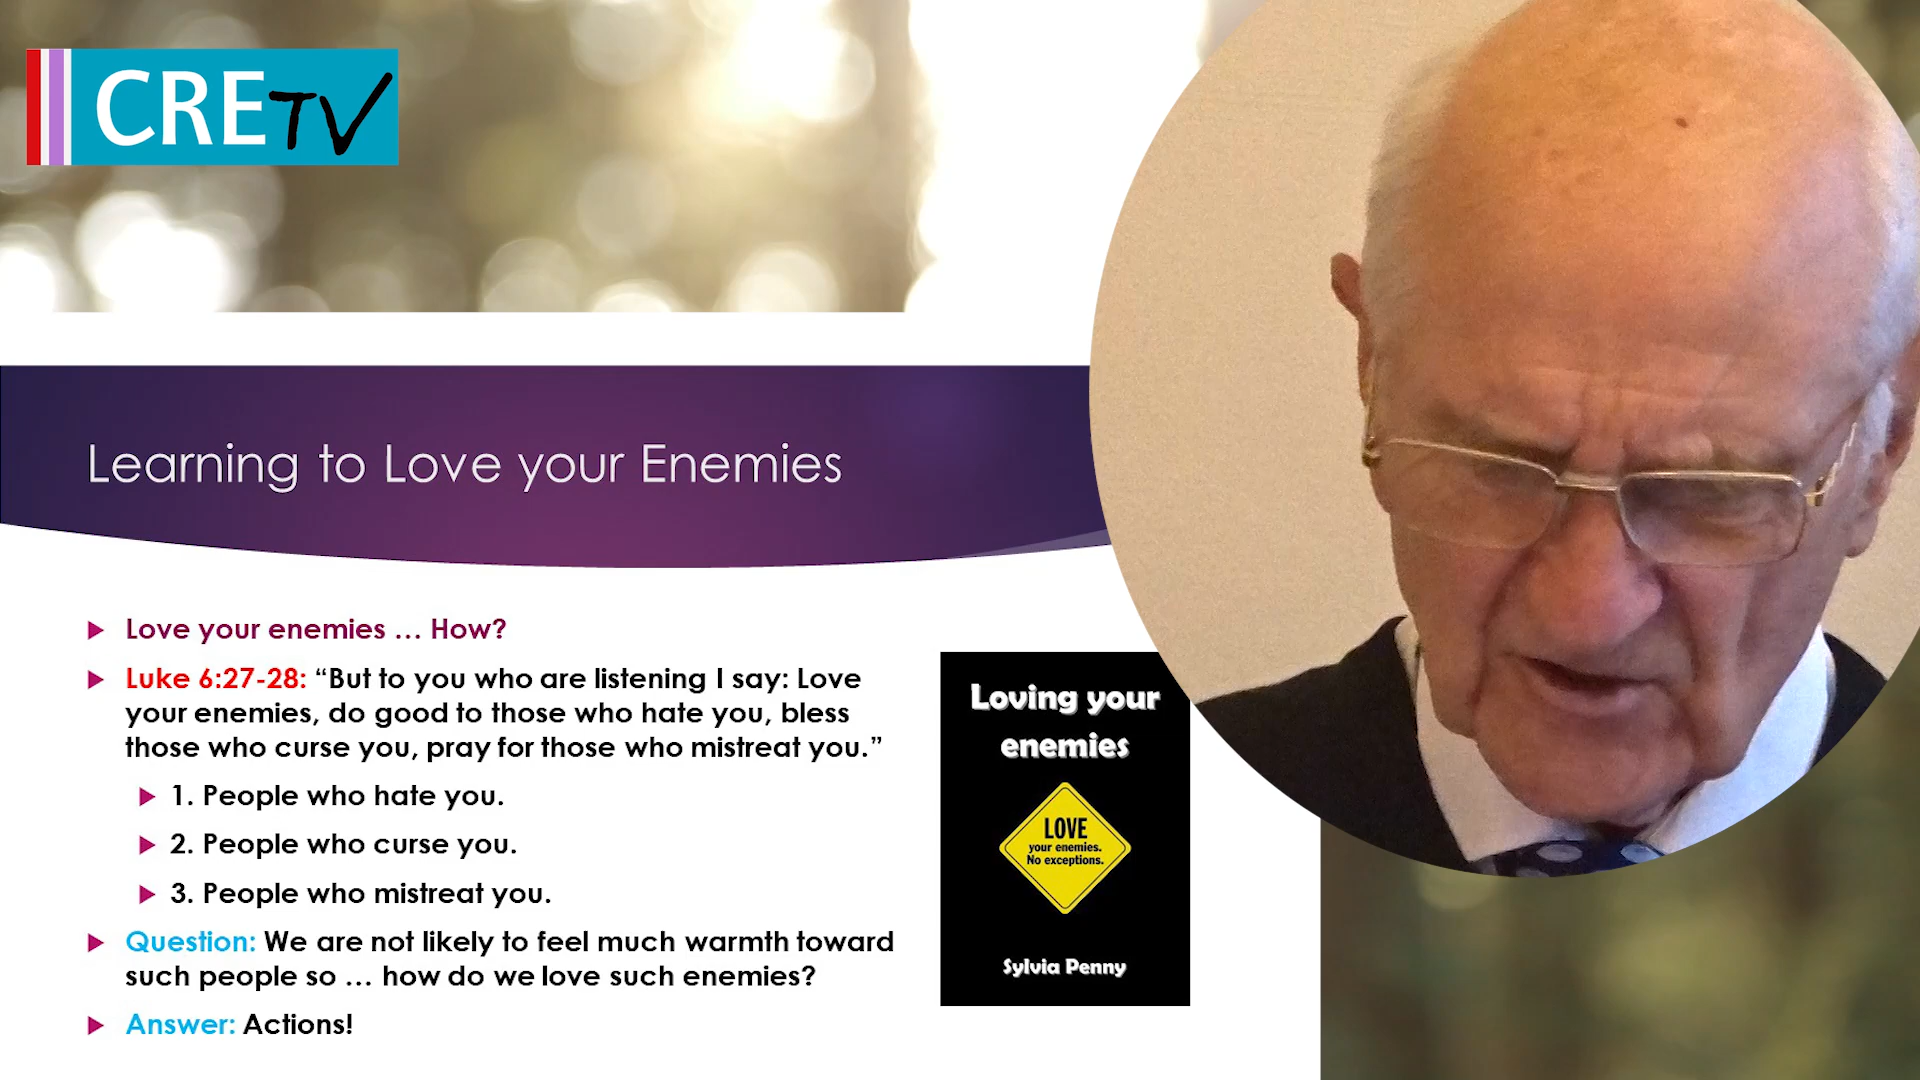 CRE TV
Learning to Love your Enemies
Love your enemies … How?
Luke 6:27-28: “But to you who are listening I say: Love
your enemies, do good to those who hate you, bless
those who curse you, pray for those who mistreat you.”
1. People who hate you.
2. People who curse you.
3. People who mistreat you.
Question: We are not likely to feel much warmth toward
such people so … how do we love such enemies?
Answer: Actions!
Loving your
enemies
LOVE
your enemies.
No exceptions.
Sylvia Penny